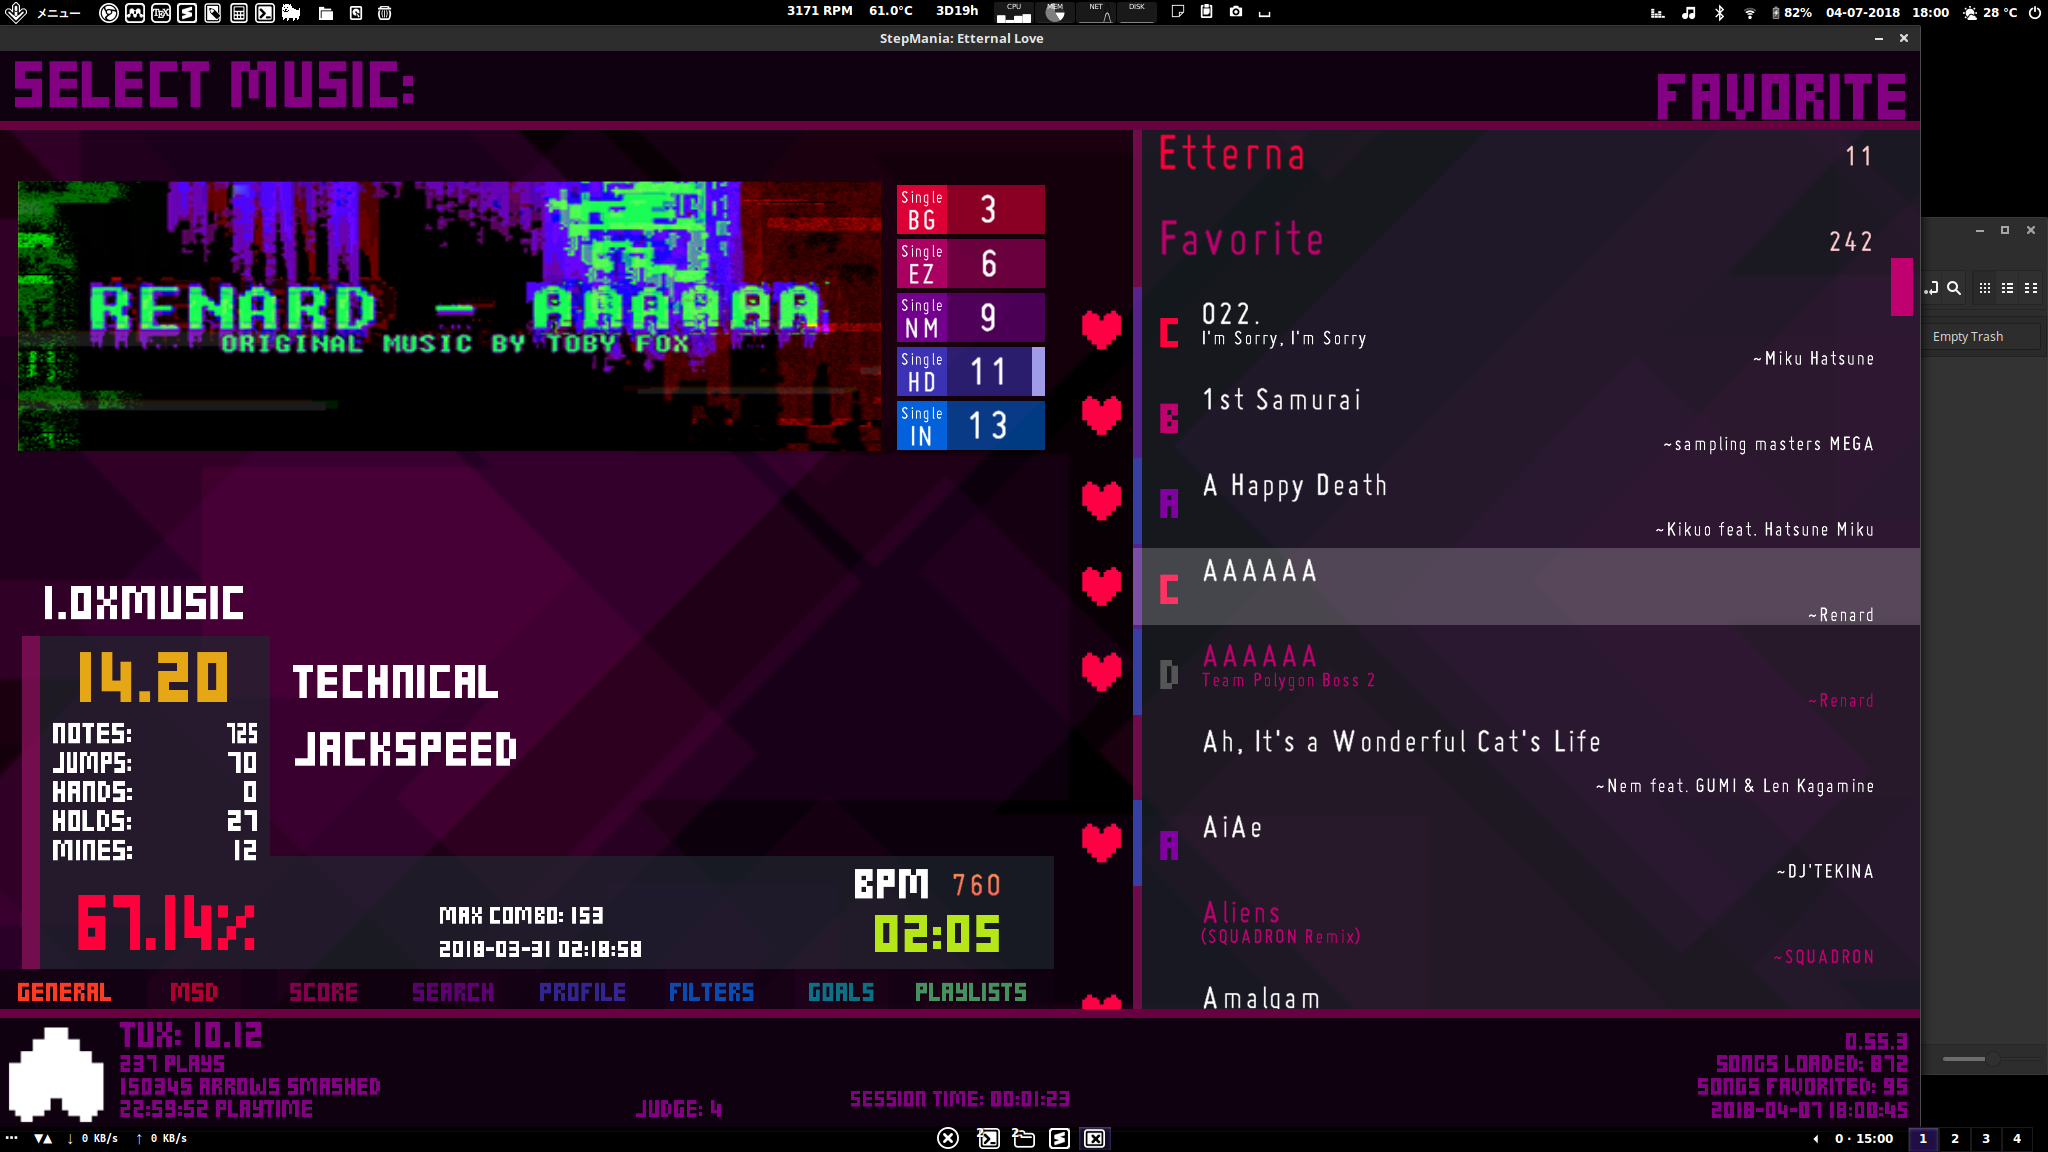 メニュー
3171 RPM 61.0°C 3D19h CPU MEM NET DISK
82% 04-07-2018 18:00 28 °C
StepMania: Etternal Love
SELECT MUSIC:
FAVORITE
RENARD - AAAAAA
ORIGINAL MUSIC BY TOBY FOX
Single BG 3
Single EZ 6
Single NM 9
Single HD 11
Single IN 13
Etterna 11
Favorite 242
C 022.
I'm Sorry, I'm Sorry
~Miku Hatsune
B 1st Samurai
~sampling masters MEGA
A A Happy Death
~Kikuo feat. Hatsune Miku
C AAAAAA
~Renard
D AAAAAA
Team Polygon Boss 2
~Renard
Ah, It's a Wonderful Cat's Life
~Nem feat. GUMI & Len Kagamine
A AiAe
~DJ'TEKINA
Aliens
(SQUADRON Remix)
~SQUADRON
Amalgam
Empty Trash
1.0XMUSIC
14.20
TECHNICAL
JACKSPEED
NOTES: 725
JUMPS: 70
HANDS: 0
HOLDS: 27
MINES: 12
67.14%
MAX COMBO: 153
2018-03-31 02:18:58
BPM 760
02:05
GENERAL MSD SCORE SEARCH PROFILE FILTERS GOALS PLAYLISTS
TUX: 10.12
237 PLAYS
150345 ARROWS SMASHED
22:59:52 PLAYTIME
JUDGE: 4
SESSION TIME: 00:01:23
0.55.3
SONGS LOADED: 872
SONGS FAVORITED: 95
2018-04-07 18:00:45
0 KB/s 0 KB/s
2 2
0 · 15:00 1 2 3 4